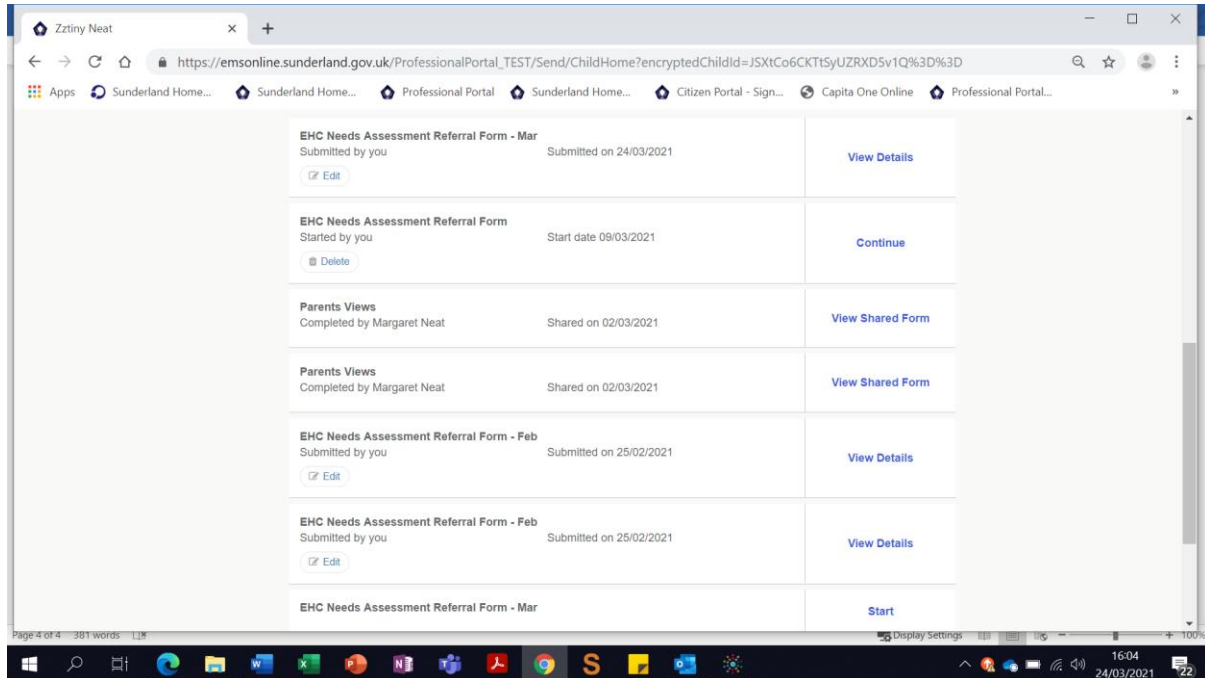 Zztiny Neat
https://emsonline.sunderland.gov.uk/ProfessionalPortal_TEST/Send/ChildHome?encryptedChildId=JSXtCo6CKTtSyUZRXD5v1Q%3D%3D
Apps Sunderland Home... Sunderland Home... Professional Portal Sunderland Home... Citizen Portal - Sign... Capita One Online Professional Portal... »
EHC Needs Assessment Referral Form - Mar
Submitted by you Submitted on 24/03/2021 View Details
Edit
EHC Needs Assessment Referral Form
Started by you Start date 09/03/2021 Continue
Delete
Parents Views
Completed by Margaret Neat Shared on 02/03/2021 View Shared Form
Parents Views
Completed by Margaret Neat Shared on 02/03/2021 View Shared Form
EHC Needs Assessment Referral Form - Feb
Submitted by you Submitted on 25/02/2021 View Details
Edit
EHC Needs Assessment Referral Form - Feb
Submitted by you Submitted on 25/02/2021 View Details
Edit
EHC Needs Assessment Referral Form - Mar Start
Page 4 of 4 381 words Display Settings 100%
16:04
24/03/2021 22